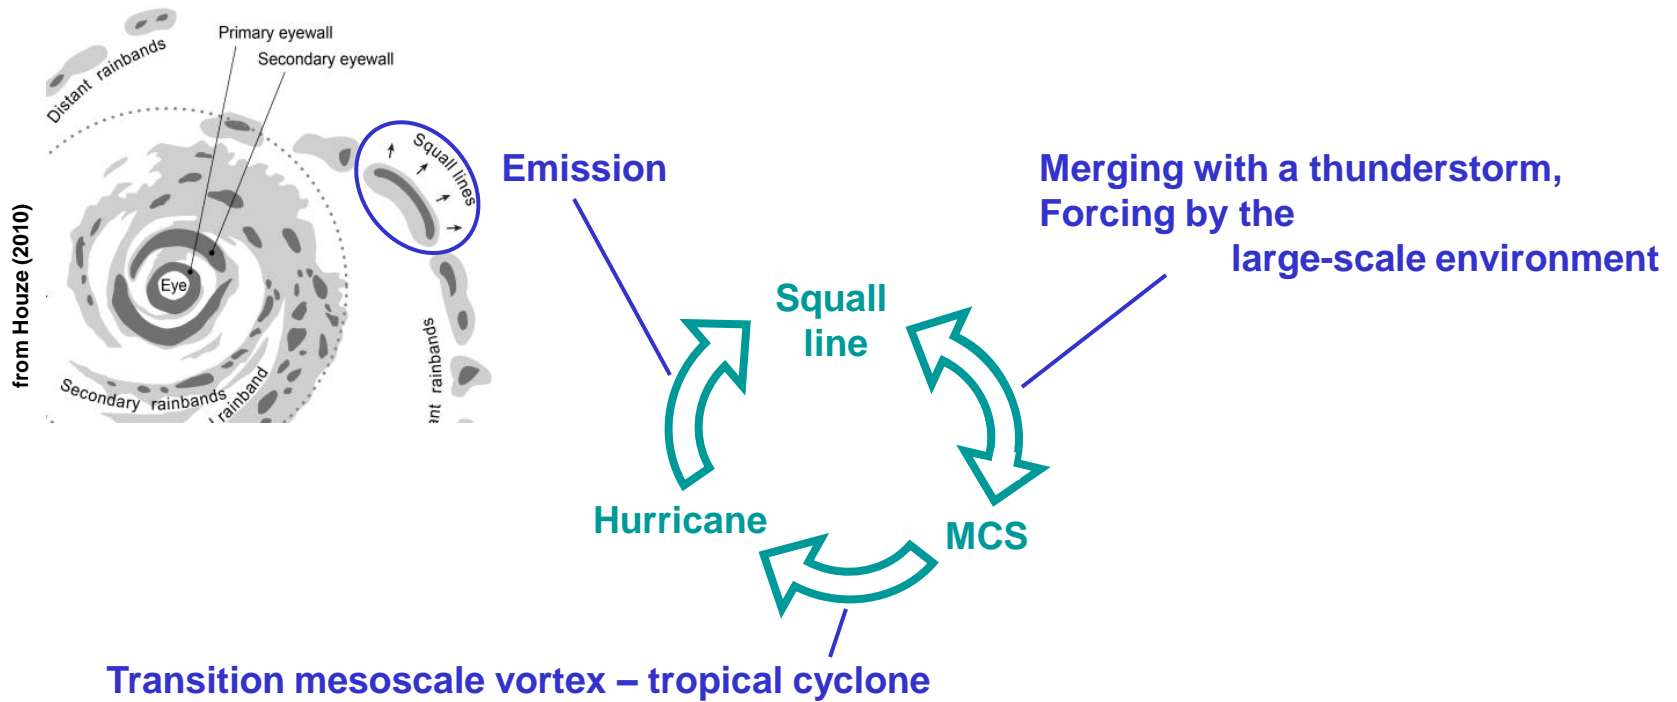 Primary eyewall
Secondary eyewall
Distant rainbands
Squall lines
Eye
Secondary rainbands
l rainband
ant rainbands
from Houze (2010)
Emission
Merging with a thunderstorm,
Forcing by the
large-scale environment
Squall
line
Hurricane
MCS
Transition mesoscale vortex – tropical cyclone